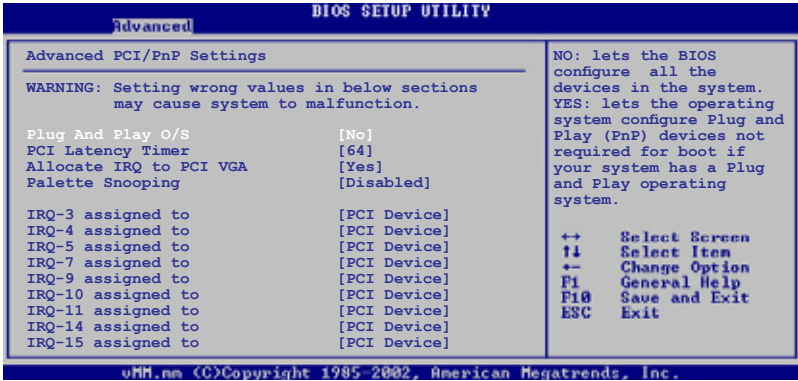 BIOS SETUP UTILITY
Advanced
Advanced PCI/PnP Settings
WARNING: Setting wrong values in below sections
may cause system to malfunction.
Plug And Play O/S [No]
PCI Latency Timer [64]
Allocate IRQ to PCI VGA [Yes]
Palette Snooping [Disabled]
IRQ-3 assigned to [PCI Device]
IRQ-4 assigned to [PCI Device]
IRQ-5 assigned to [PCI Device]
IRQ-7 assigned to [PCI Device]
IRQ-9 assigned to [PCI Device]
IRQ-10 assigned to [PCI Device]
IRQ-11 assigned to [PCI Device]
IRQ-14 assigned to [PCI Device]
IRQ-15 assigned to [PCI Device]
NO: lets the BIOS
configure all the
devices in the system.
YES: lets the operating
system configure Plug and
Play (PnP) devices not
required for boot if
your system has a Plug
and Play operating
system.
↔ Select Screen
↑↓ Select Item
+- Change Option
F1 General Help
F10 Save and Exit
ESC Exit
vMM.mm (C)Copyright 1985-2002, American Megatrends, Inc.